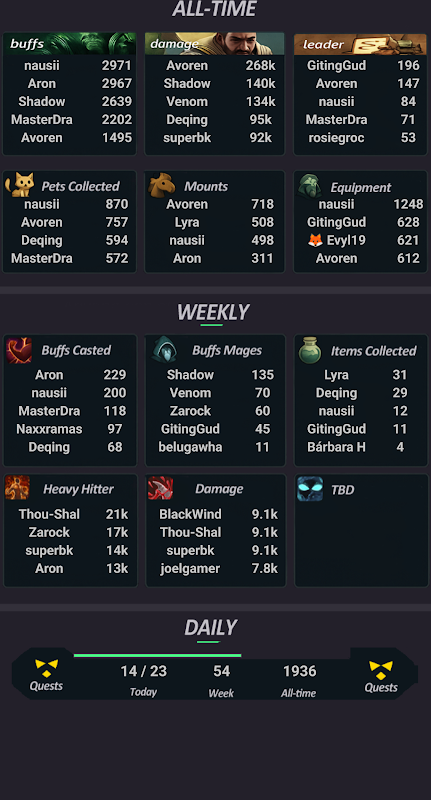 ALL-TIME
buffs
nausii 2971
Aron 2967
Shadow 2639
MasterDra 2202
Avoren 1495
damage
Avoren 268k
Shadow 140k
Venom 134k
Deqing 95k
superbk 92k
leader
GitingGud 196
Avoren 147
nausii 84
MasterDra 71
rosiegroc 53
Pets Collected
nausii 870
Avoren 757
Deqing 594
MasterDra 572
Mounts
Avoren 718
Lyra 508
nausii 498
Aron 311
Equipment
nausii 1248
GitingGud 628
🦊 Evyl19 621
Avoren 612
WEEKLY
Buffs Casted
Aron 229
nausii 200
MasterDra 118
Naxxramas 97
Deqing 68
Buffs Mages
Shadow 135
Venom 70
Zarock 60
GitingGud 45
belugawha 11
Items Collected
Lyra 31
Deqing 29
nausii 12
GitingGud 11
Bárbara H 4
Heavy Hitter
Thou-Shal 21k
Zarock 17k
superbk 14k
Aron 13k
Damage
BlackWind 9.1k
Thou-Shal 9.1k
superbk 9.1k
joelgamer 7.8k
TBD
DAILY
Quests
14 / 23
Today
54
Week
1936
All-time
Quests